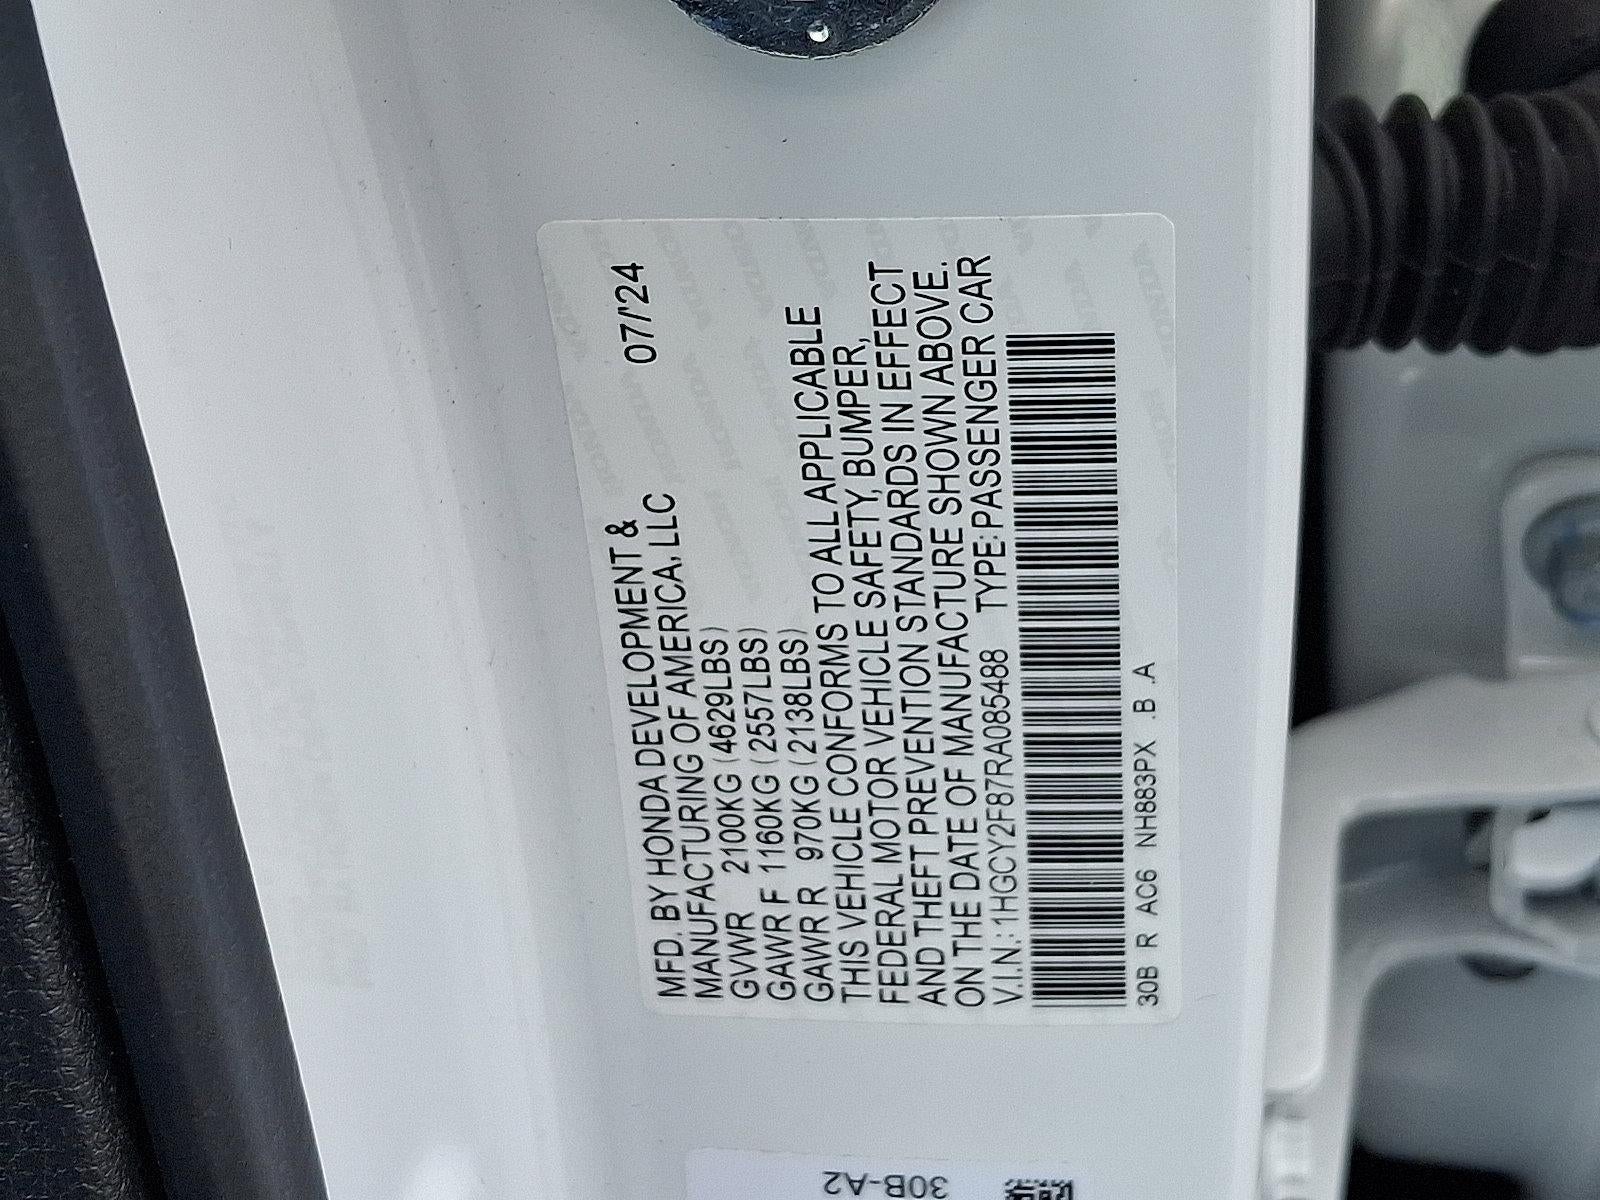 MFD. BY HONDA DEVELOPMENT &
MANUFACTURING OF AMERICA, LLC 07/'24
GVWR 2100KG (4629LBS)
GAWR F 1160KG (2557LBS)
GAWR R 970KG (2138LBS)
THIS VEHICLE CONFORMS TO ALL APPLICABLE
FEDERAL MOTOR VEHICLE SAFETY, BUMPER,
AND THEFT PREVENTION STANDARDS IN EFFECT
ON THE DATE OF MANUFACTURE SHOWN ABOVE.
V.I.N.: 1HGCY2F87RA085488 TYPE: PASSENGER CAR
30B R AC6 NH883PX .B .A
30B-A2